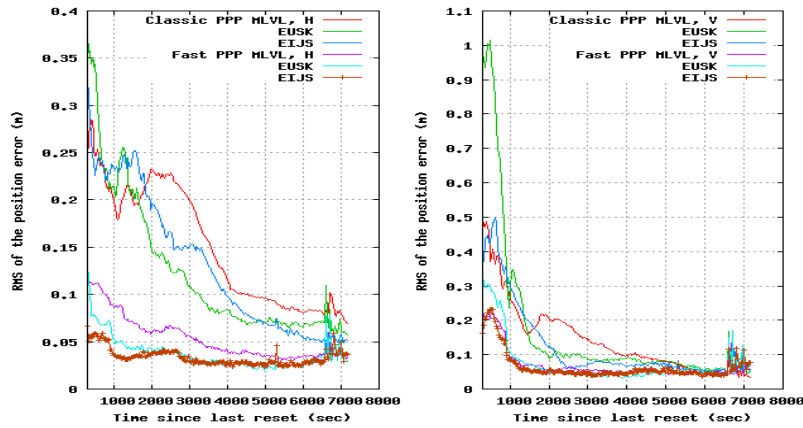 Classic PPP MLVL, H
EUSK
EIJS
Fast PPP MLVL, H
EUSK
EIJS
RMS of the position error (m)
0.4
0.35
0.3
0.25
0.2
0.15
0.1
0.05
0
1000 2000 3000 4000 5000 6000 7000 8000
Time since last reset (sec)
Classic PPP MLVL, V
EUSK
EIJS
Fast PPP MLVL, V
EUSK
EIJS
RMS of the position error (m)
1.1
1
0.9
0.8
0.7
0.6
0.5
0.4
0.3
0.2
0.1
0
1000 2000 3000 4000 5000 6000 7000 8000
Time since last reset (sec)